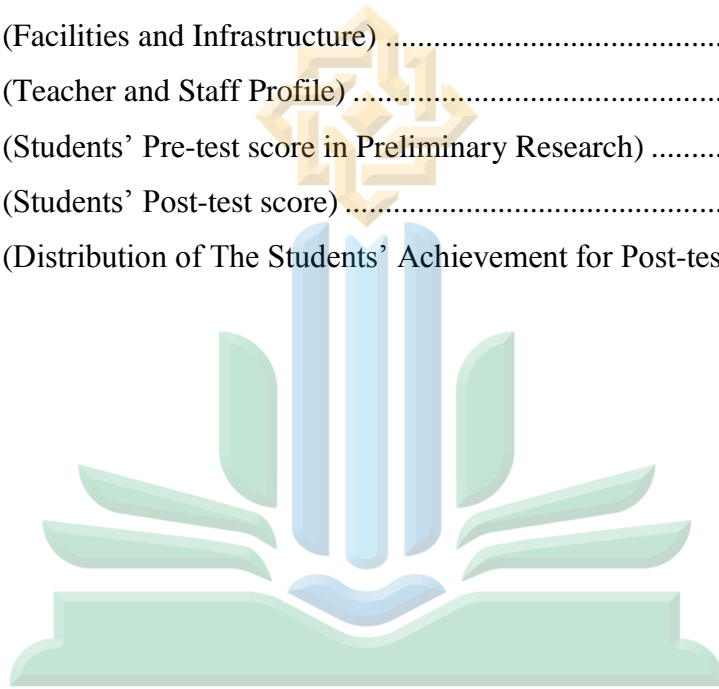 (Facilities and Infrastructure) ..........................................
(Teacher and Staff Profile) ..............................................
(Students’ Pre-test score in Preliminary Research) .........
(Students’ Post-test score) ...............................................
(Distribution of The Students’ Achievement for Post-tes